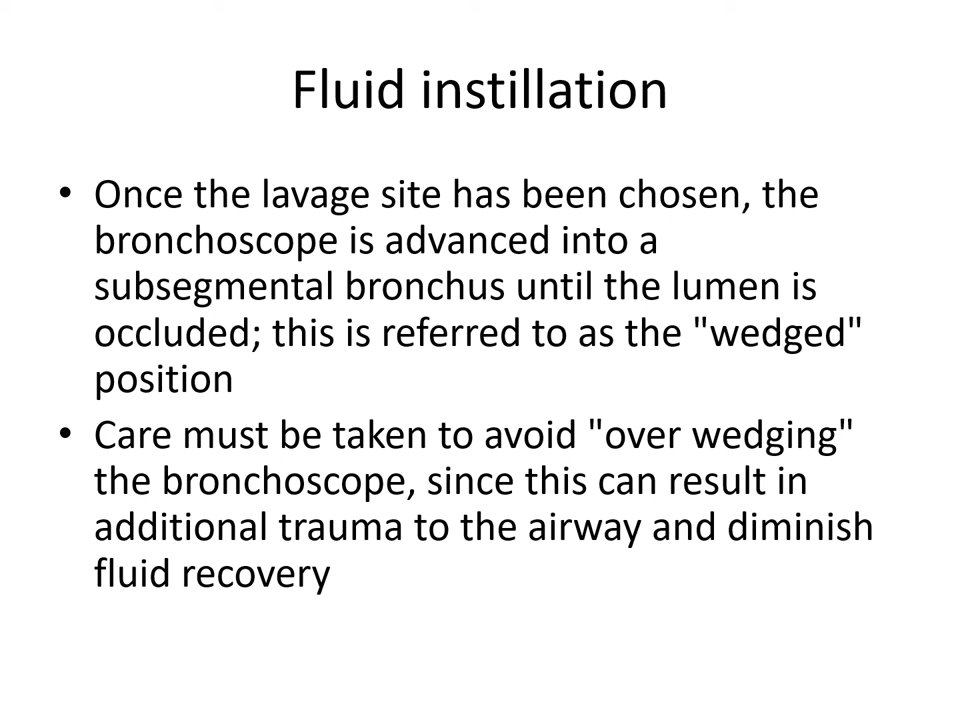 Fluid instillation
• Once the lavage site has been chosen, the
bronchoscope is advanced into a
subsegmental bronchus until the lumen is
occluded; this is referred to as the "wedged"
position
• Care must be taken to avoid "over wedging"
the bronchoscope, since this can result in
additional trauma to the airway and diminish
fluid recovery